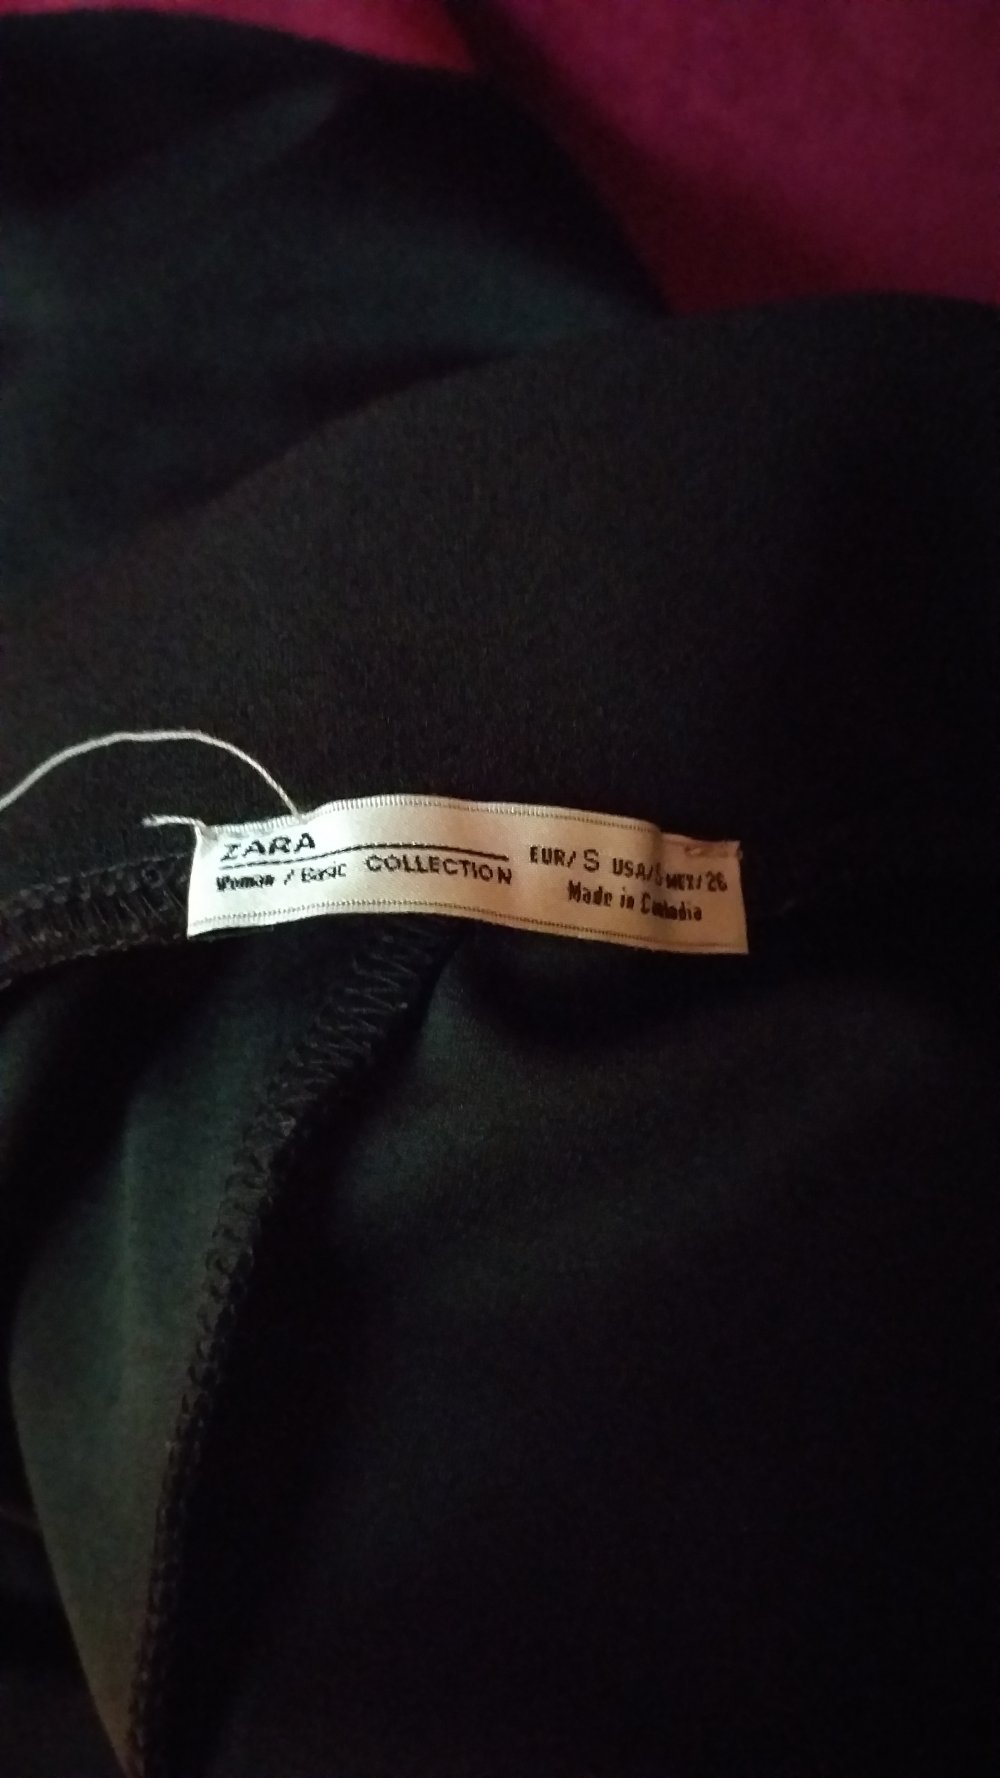 ZARA
Woman / Basic COLLECTION
EUR/ S USA/S MEX/26
Made in Cambodia